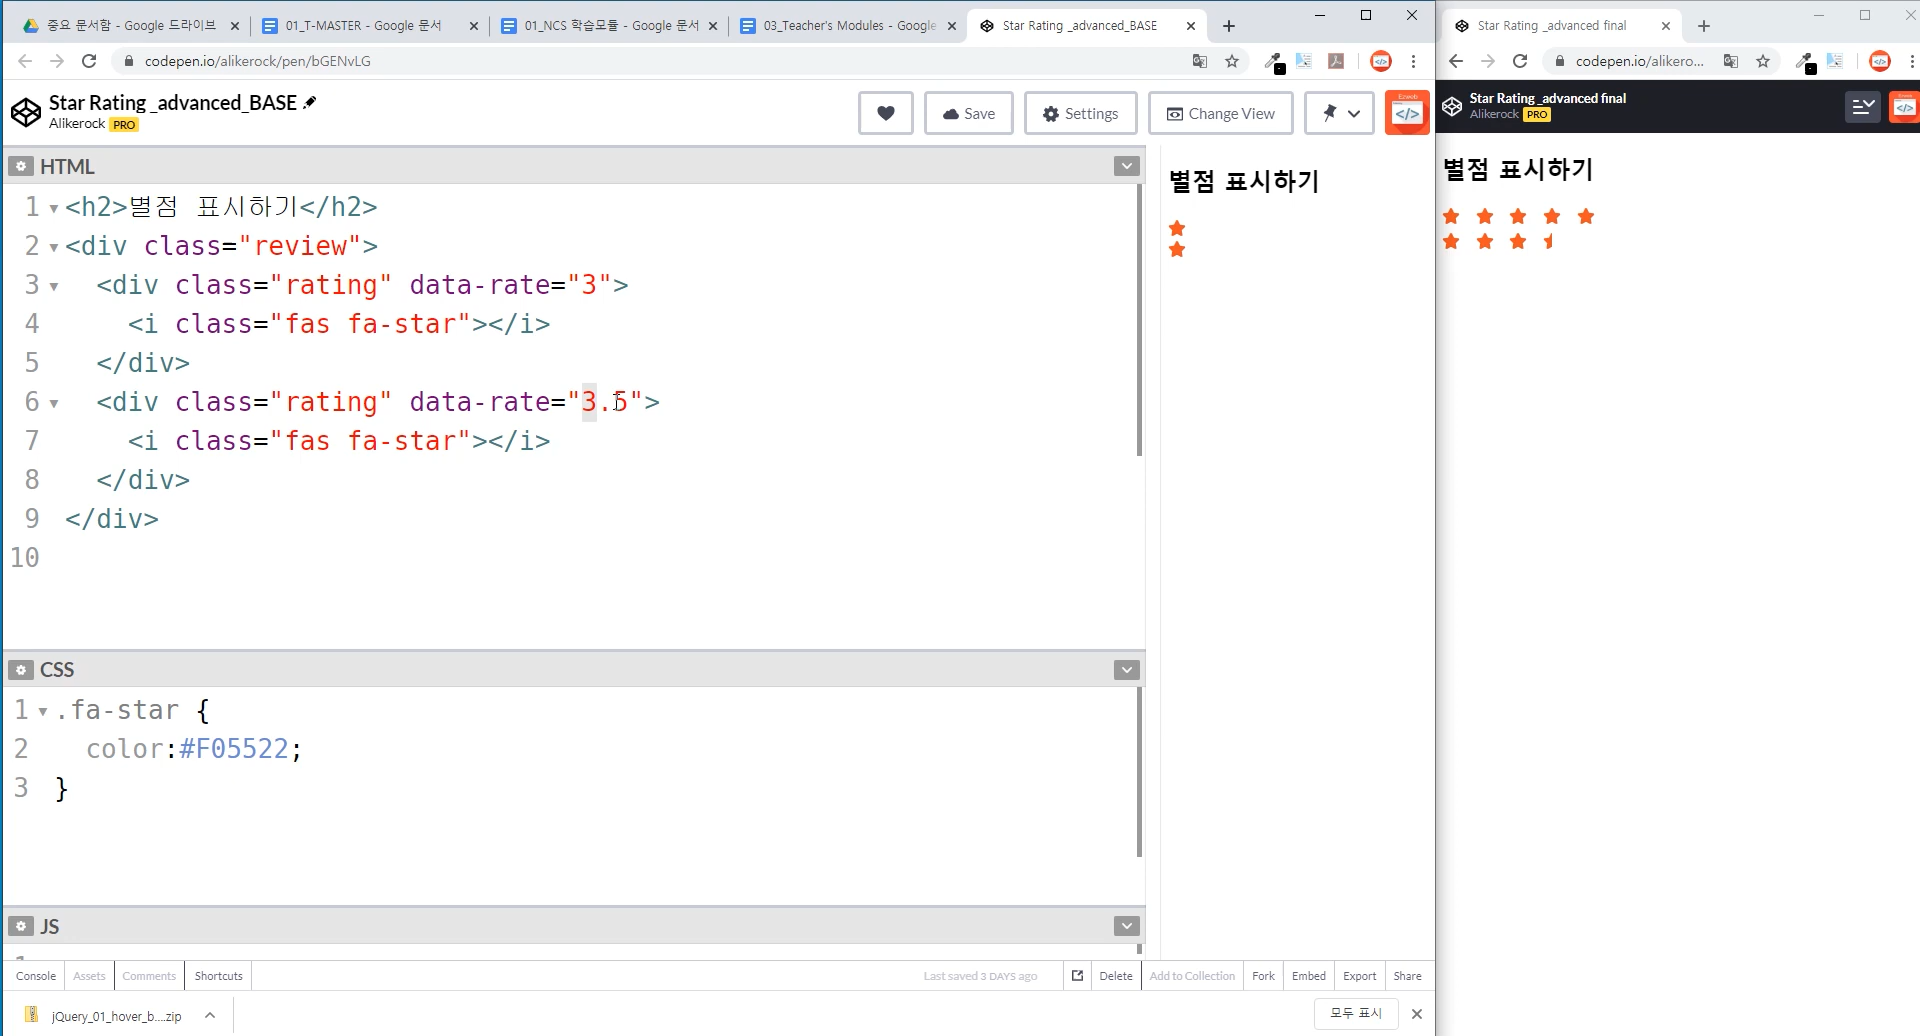 중요 문서함 - Google 드라이브
01_T-MASTER - Google 문서
01_NCS 학습모듈 - Google 문서
03_Teacher's Modules - Google
Star Rating _advanced_BASE
codepen.io/alikerock/pen/bGENvLG
Star Rating _advanced_BASE
Alikerock PRO
Save
Settings
Change View
HTML
1 <h2>별점 표시하기</h2>
2 <div class="review">
3 <div class="rating" data-rate="3">
4 <i class="fas fa-star"></i>
5 </div>
6 <div class="rating" data-rate="3.5">
7 <i class="fas fa-star"></i>
8 </div>
9 </div>
10
CSS
1 .fa-star {
2 color:#F05522;
3 }
JS
별점 표시하기
Console
Assets
Comments
Shortcuts
Last saved 3 DAYS ago
Delete
Add to Collection
Fork
Embed
Export
Share
jQuery_01_hover_b....zip
모두 표시
Star Rating _advanced final
codepen.io/alikero...
Star Rating _advanced final
Alikerock PRO
별점 표시하기